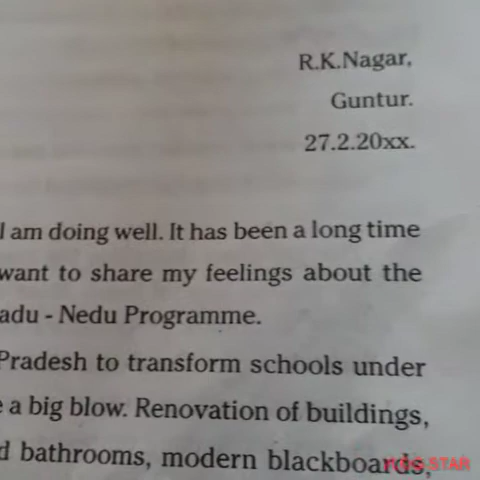 R.K.Nagar,
Guntur.
27.2.20xx.
I am doing well. It has been a long time
want to share my feelings about the
adu - Nedu Programme.
Pradesh to transform schools under
e a big blow. Renovation of buildings,
d bathrooms, modern blackboards,
STAR